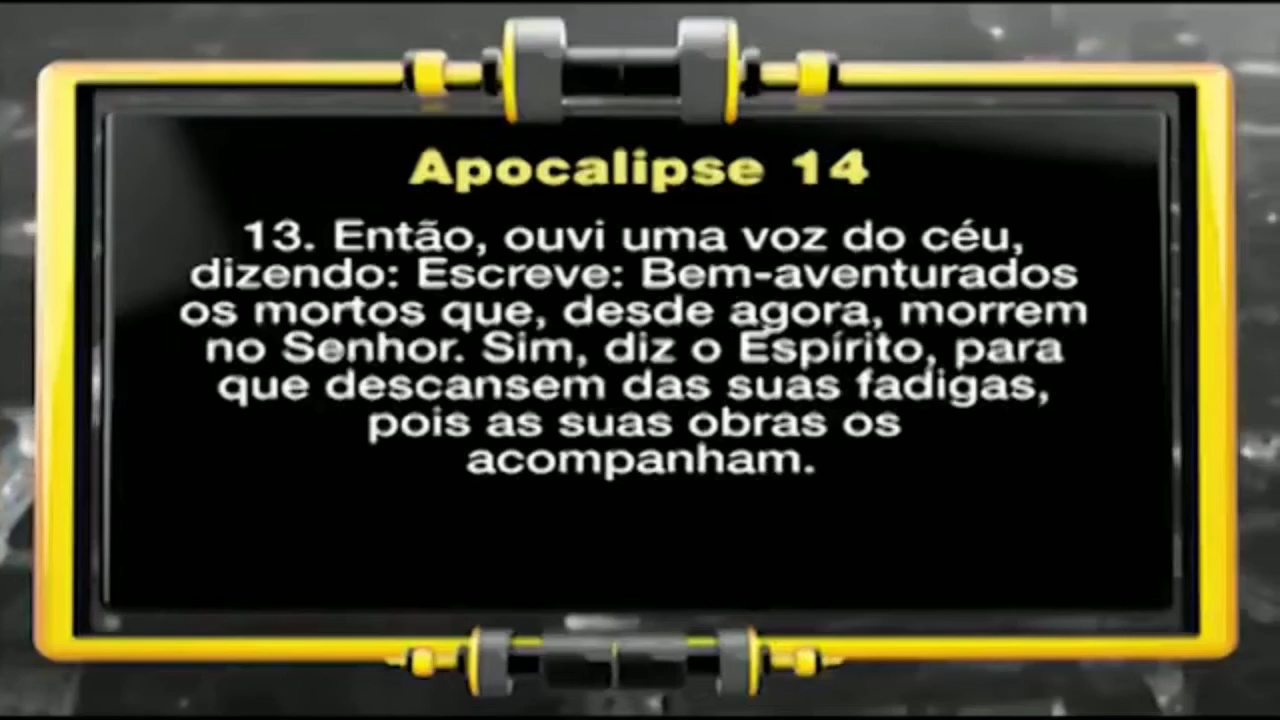 Apocalipse 14
13. Então, ouvi uma voz do céu,
dizendo: Escreve: Bem-aventurados
os mortos que, desde agora, morrem
no Senhor. Sim, diz o Espírito, para
que descansem das suas fadigas,
pois as suas obras os
acompanham.